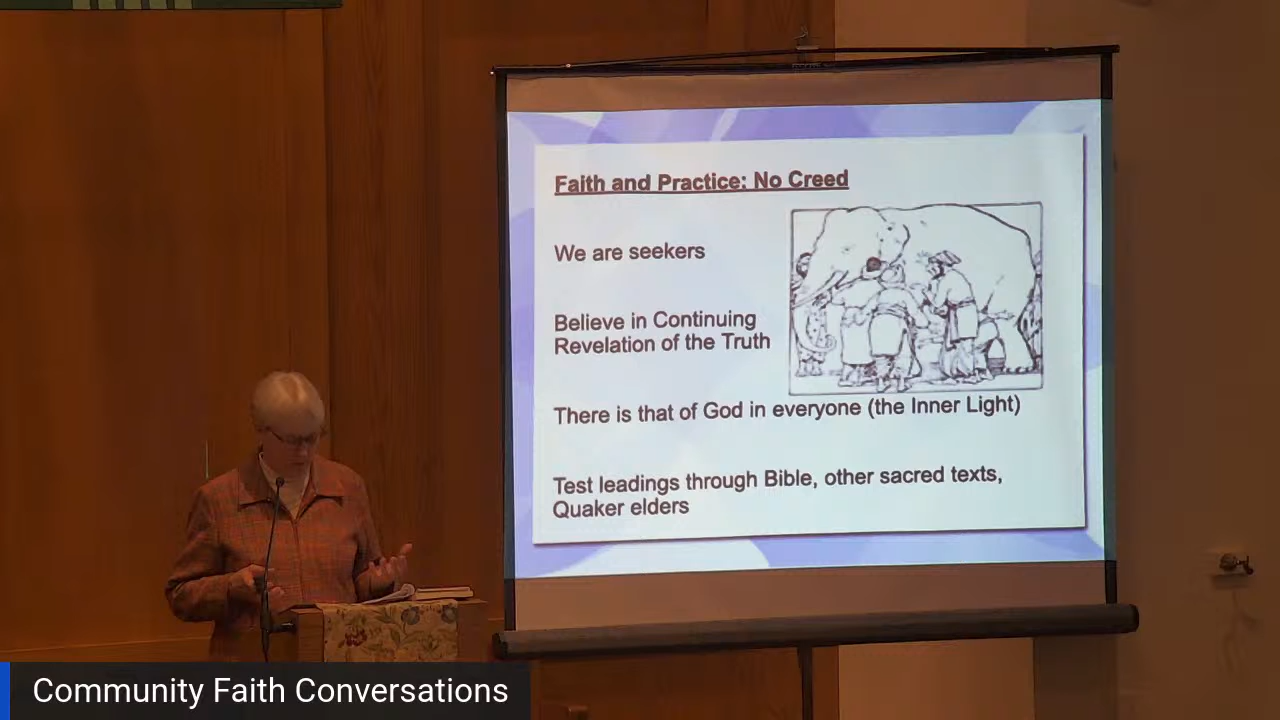 Faith and Practice: No Creed
We are seekers
Believe in Continuing
Revelation of the Truth
There is that of God in everyone (the Inner Light)
Test leadings through Bible, other sacred texts,
Quaker elders
Community Faith Conversations